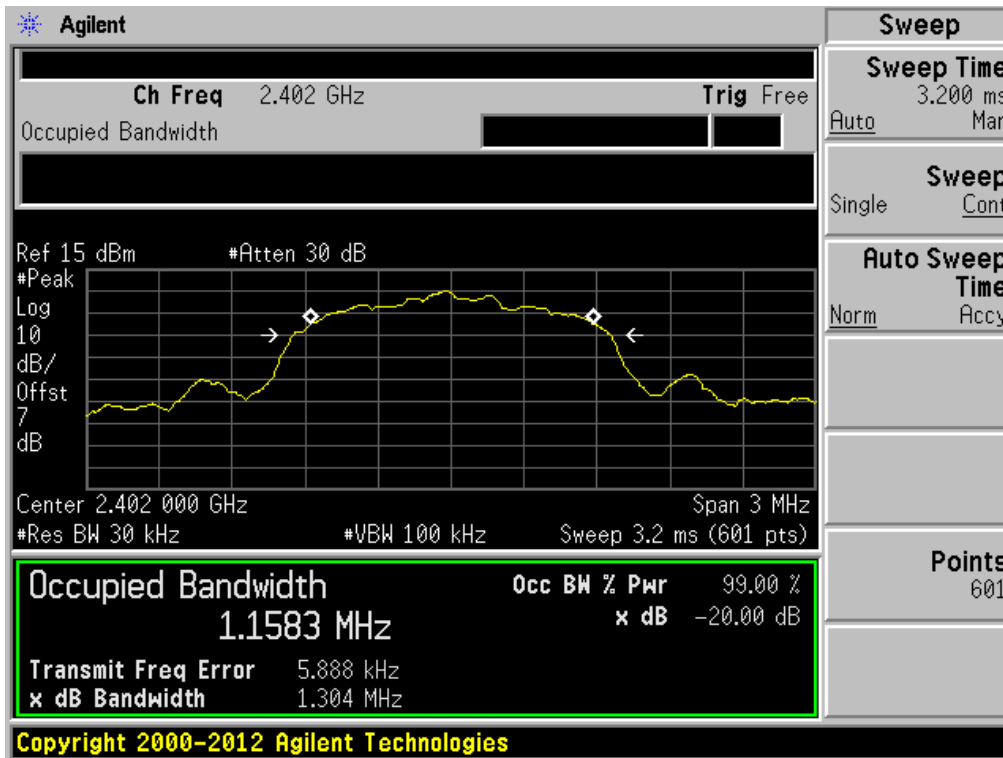 Agilent
Ch Freq 2.402 GHz Trig Free
Occupied Bandwidth
Ref 15 dBm #Atten 30 dB
#Peak
Log
10
dB/
Offst
7
dB
Center 2.402 000 GHz Span 3 MHz
#Res BW 30 kHz #VBW 100 kHz Sweep 3.2 ms (601 pts)
Occupied Bandwidth
1.1583 MHz
Occ BW % Pwr 99.00 %
x dB -20.00 dB
Transmit Freq Error 5.888 kHz
x dB Bandwidth 1.304 MHz
Copyright 2000-2012 Agilent Technologies
Sweep
Sweep Time
3.200 ms
Auto Man
Sweep
Single Cont
Auto Sweep
Time
Norm Accy
Points
601